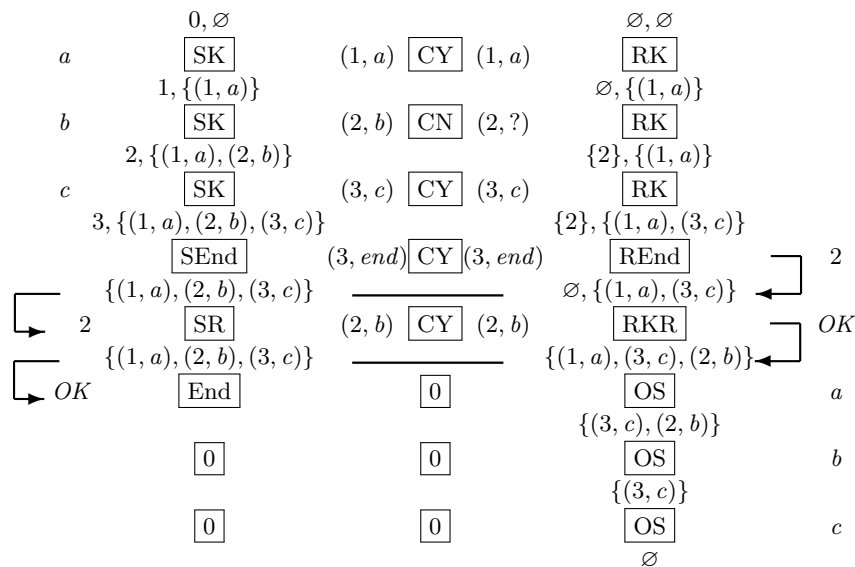 0, ∅ ∅, ∅
a SK (1, a) CY (1, a) RK
1, {(1, a)} ∅, {(1, a)}
b SK (2, b) CN (2, ?) RK
2, {(1, a), (2, b)} {2}, {(1, a)}
c SK (3, c) CY (3, c) RK
3, {(1, a), (2, b), (3, c)} {2}, {(1, a), (3, c)}
SEnd (3, end) CY (3, end) REnd 2
{(1, a), (2, b), (3, c)} ∅, {(1, a), (3, c)}
2 SR (2, b) CY (2, b) RKR OK
{(1, a), (2, b), (3, c)} {(1, a), (3, c), (2, b)}
OK End 0 OS a
{(3, c), (2, b)}
0 0 OS b
{(3, c)}
0 0 OS c
∅